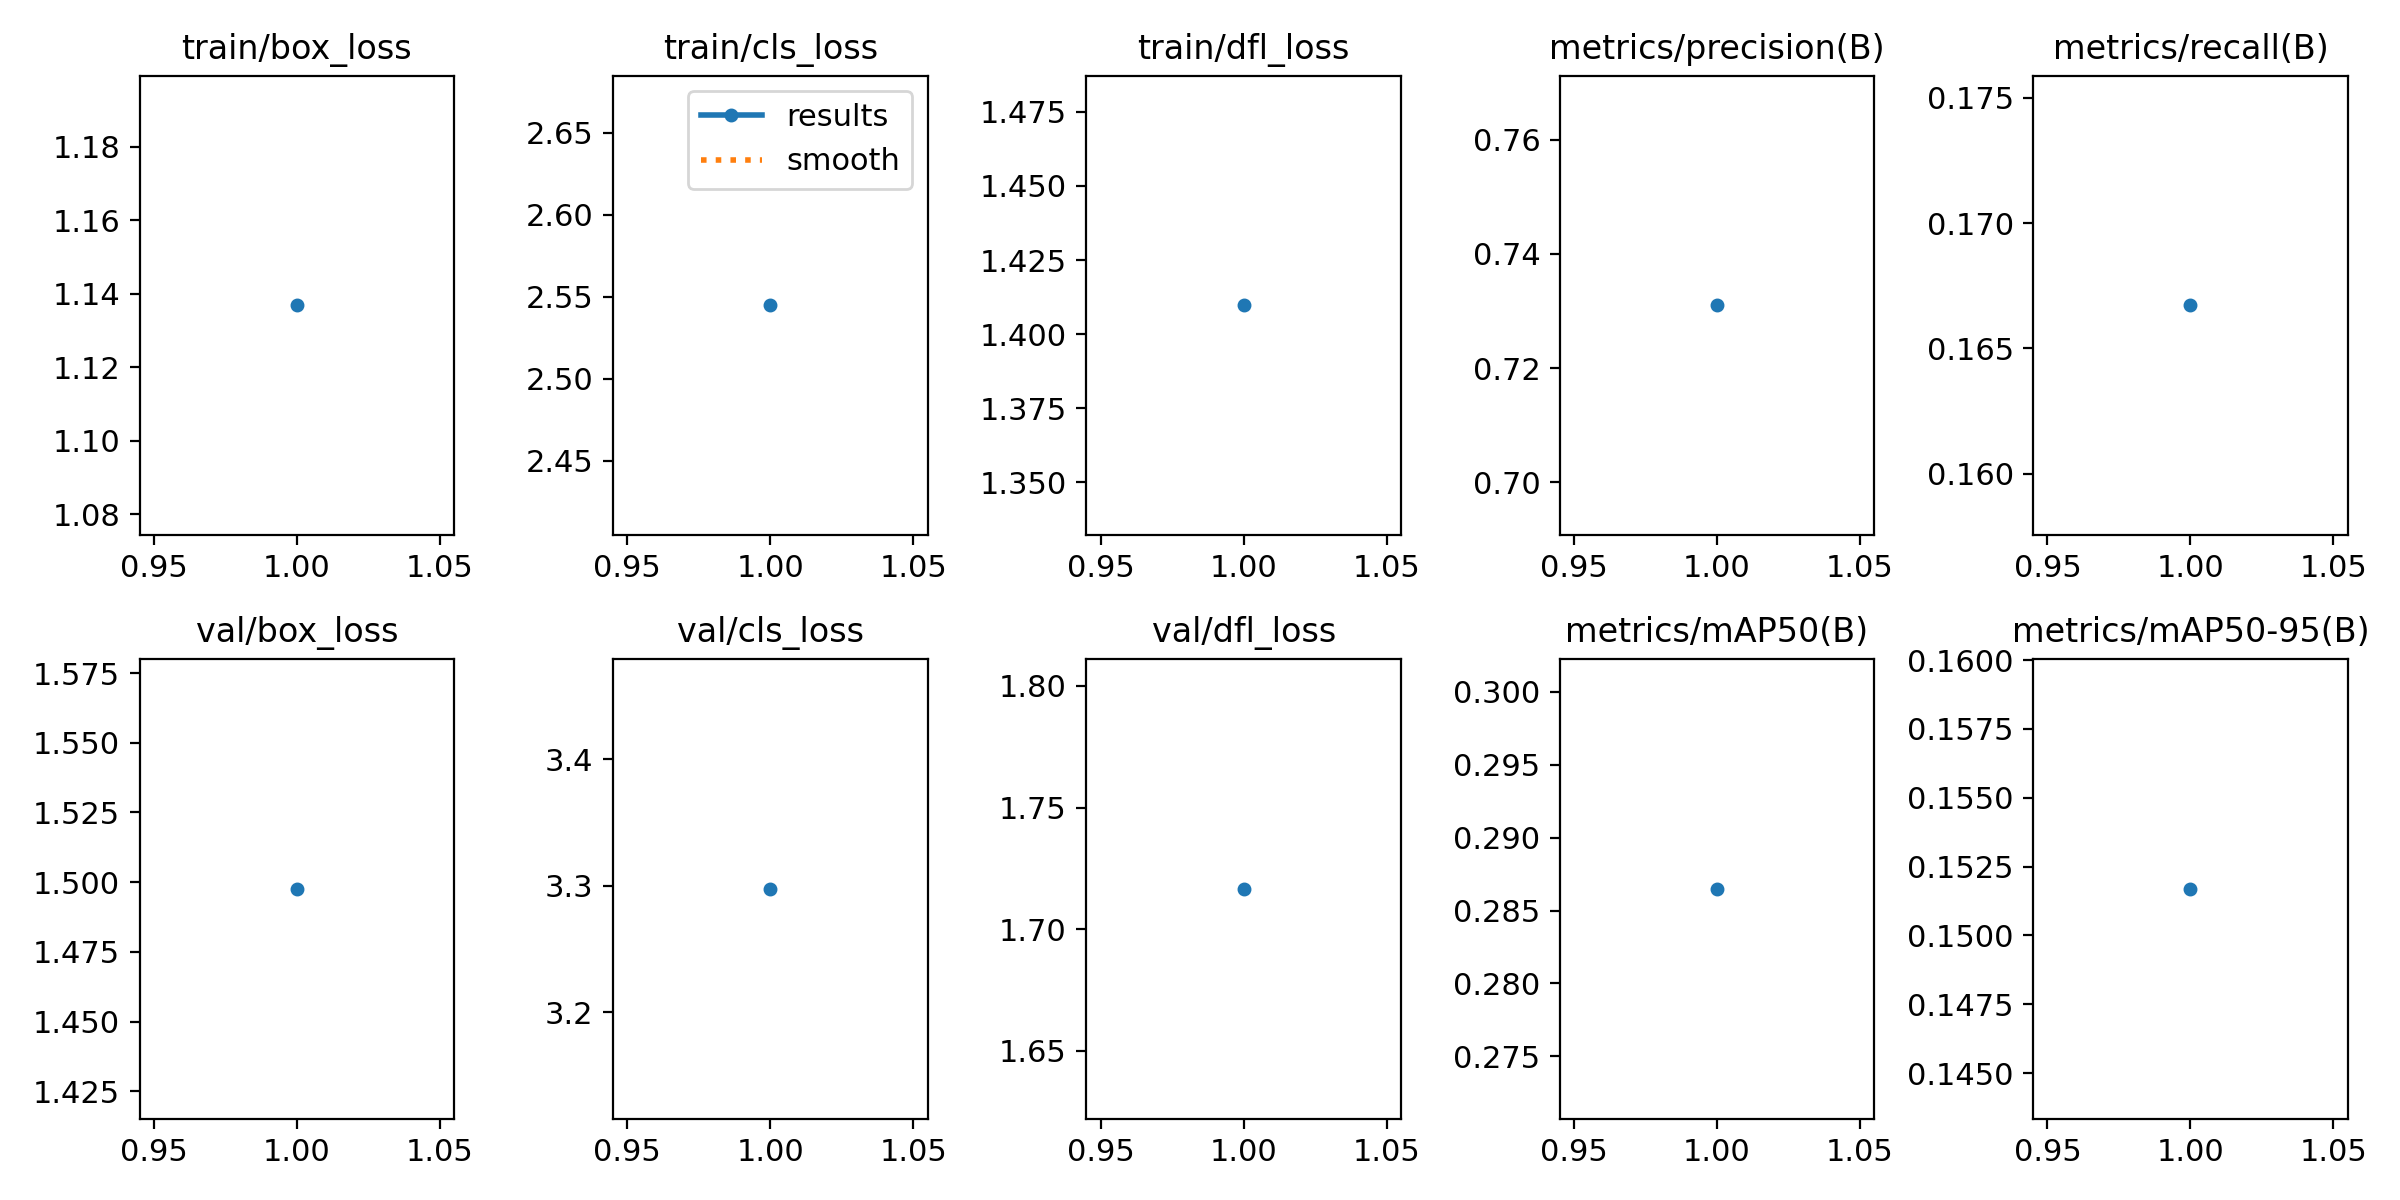 train/box_loss
train/cls_loss
train/dfl_loss
metrics/precision(B)
metrics/recall(B)
1.18
1.16
1.14
1.12
1.10
1.08
0.95 1.00 1.05
results
smooth
2.65
2.60
2.55
2.50
2.45
0.95 1.00 1.05
1.475
1.450
1.425
1.400
1.375
1.350
0.95 1.00 1.05
0.76
0.74
0.72
0.70
0.95 1.00 1.05
0.175
0.170
0.165
0.160
0.95 1.00 1.05
val/box_loss
val/cls_loss
val/dfl_loss
metrics/mAP50(B)
metrics/mAP50-95(B)
1.575
1.550
1.525
1.500
1.475
1.450
1.425
0.95 1.00 1.05
3.4
3.3
3.2
0.95 1.00 1.05
1.80
1.75
1.70
1.65
0.95 1.00 1.05
0.300
0.295
0.290
0.285
0.280
0.275
0.95 1.00 1.05
0.1600
0.1575
0.1550
0.1525
0.1500
0.1475
0.1450
0.95 1.00 1.05